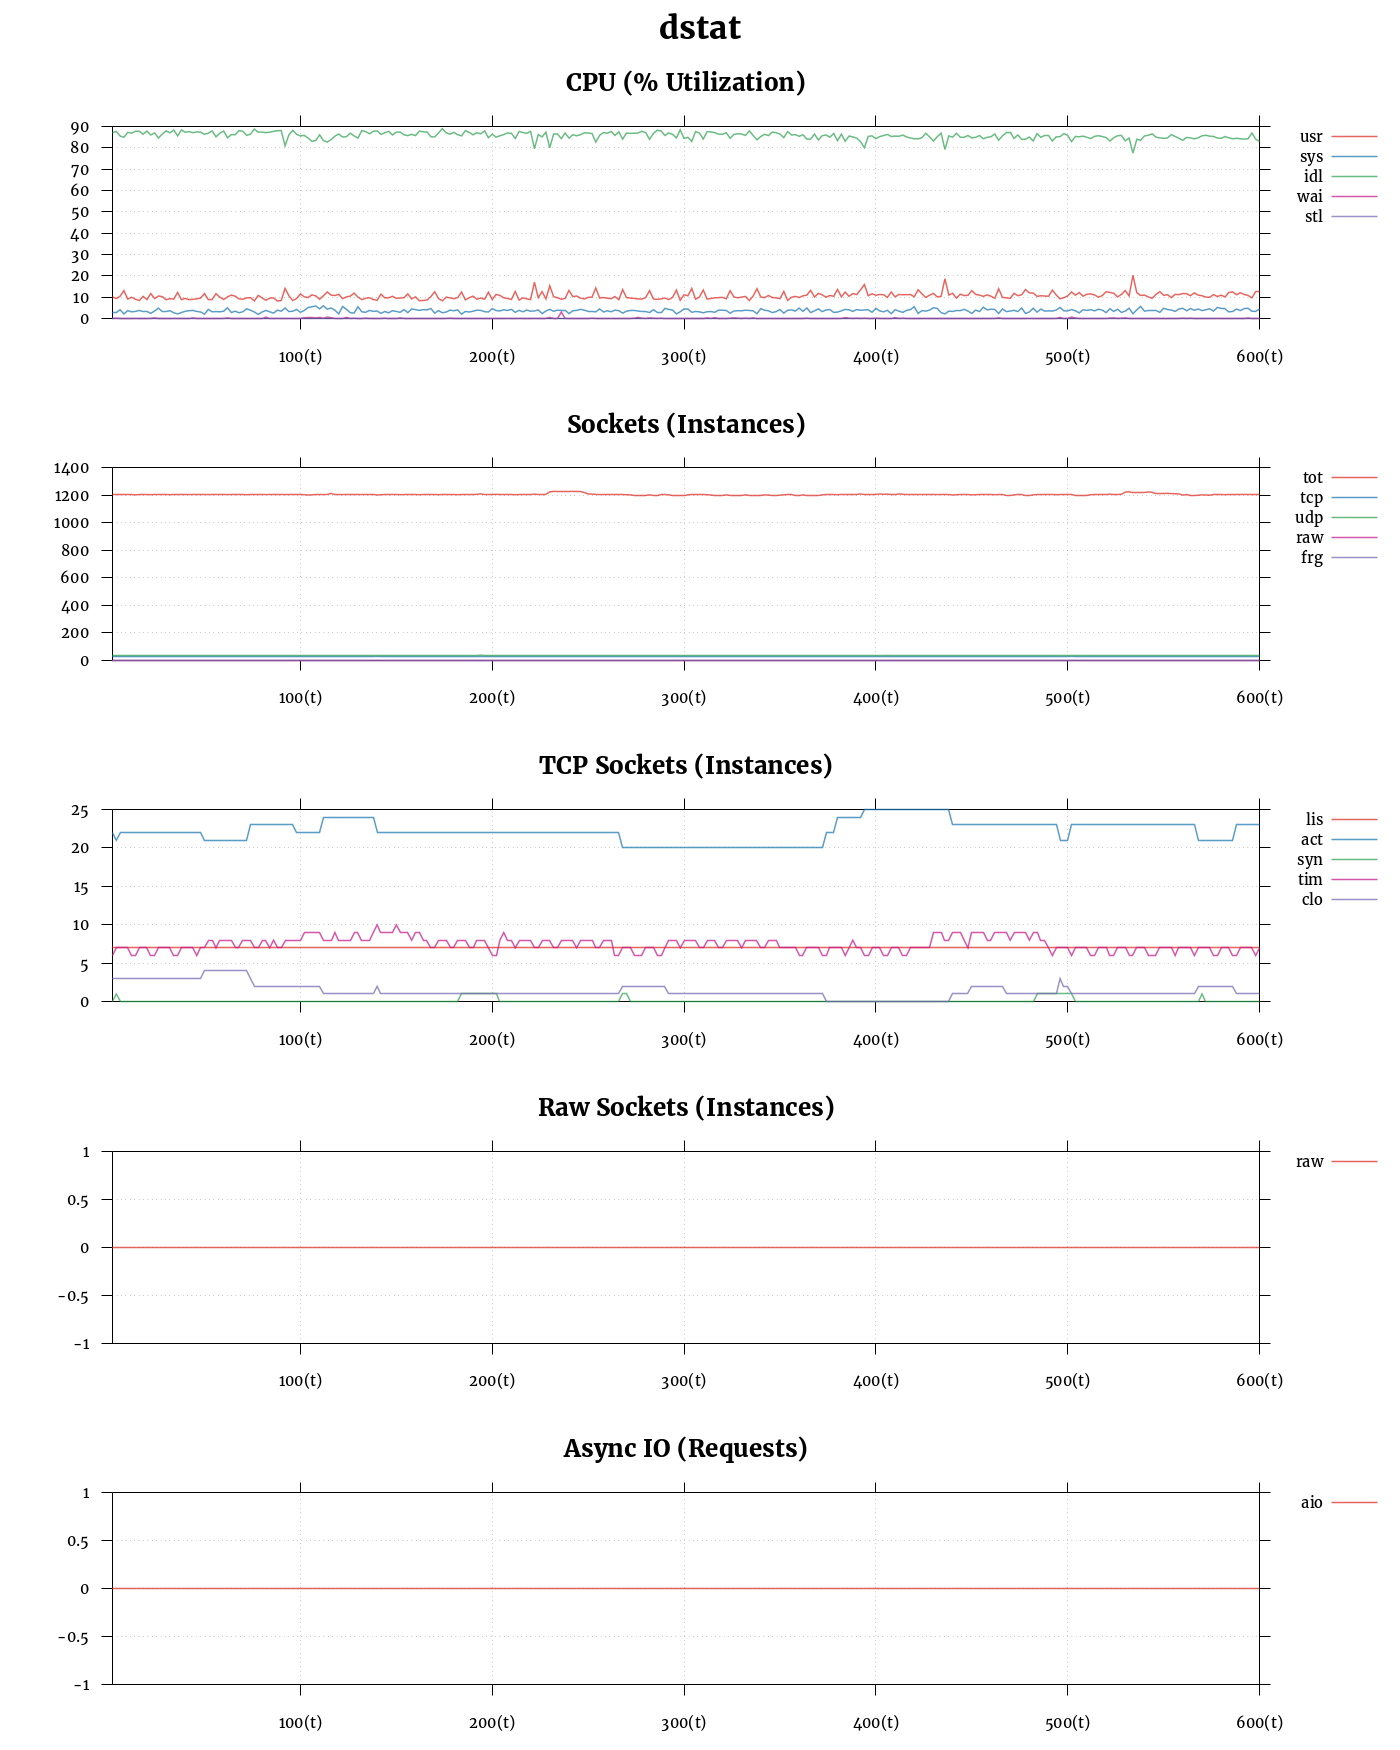 dstat
CPU (% Utilization)
90
80
70
60
50
40
30
20
10
0
usr
sys
idl
wai
stl
100(t) 200(t) 300(t) 400(t) 500(t) 600(t)
Sockets (Instances)
1400
1200
1000
800
600
400
200
0
tot
tcp
udp
raw
frg
100(t) 200(t) 300(t) 400(t) 500(t) 600(t)
TCP Sockets (Instances)
25
20
15
10
5
0
lis
act
syn
tim
clo
100(t) 200(t) 300(t) 400(t) 500(t) 600(t)
Raw Sockets (Instances)
1
0.5
0
-0.5
-1
raw
100(t) 200(t) 300(t) 400(t) 500(t) 600(t)
Async IO (Requests)
1
0.5
0
-0.5
-1
aio
100(t) 200(t) 300(t) 400(t) 500(t) 600(t)